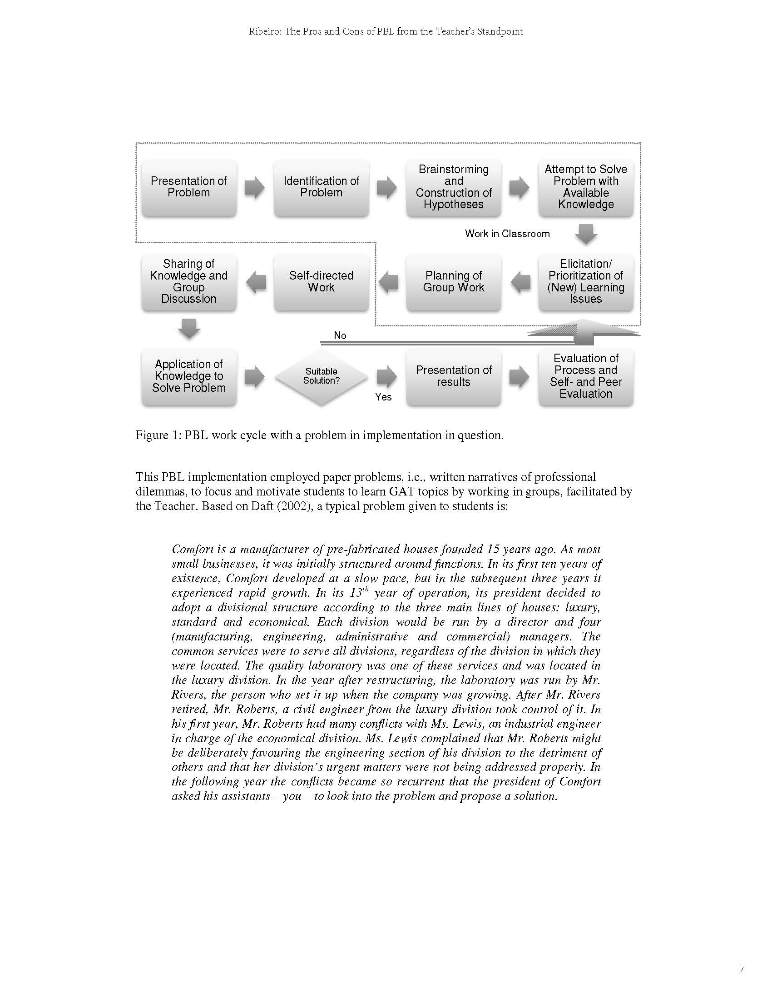 Ribeiro: The Pros and Cons of PBL from the Teacher’s Standpoint
Presentation of
Problem
Identification of
Problem
Brainstorming
and
Construction of
Hypotheses
Attempt to Solve
Problem with
Available
Knowledge
Work in Classroom
Sharing of
Knowledge and
Group
Discussion
Self-directed
Work
Planning of
Group Work
Elicitation/
Prioritization of
(New) Learning
Issues
No
Application of
Knowledge to
Solve Problem
Suitable
Solution?
Yes
Presentation of
results
Evaluation of
Process and
Self- and Peer
Evaluation
Figure 1: PBL work cycle with a problem in implementation in question.
This PBL implementation employed paper problems, i.e., written narratives of professional
dilemmas, to focus and motivate students to learn GAT topics by working in groups, facilitated by
the Teacher. Based on Daft (2002), a typical problem given to students is:
Comfort is a manufacturer of pre-fabricated houses founded 15 years ago. As most
small businesses, it was initially structured around functions. In its first ten years of
existence, Comfort developed at a slow pace, but in the subsequent three years it
experienced rapid growth. In its 13th year of operation, its president decided to
adopt a divisional structure according to the three main lines of houses: luxury,
standard and economical. Each division would be run by a director and four
(manufacturing, engineering, administrative and commercial) managers. The
common services were to serve all divisions, regardless of the division in which they
were located. The quality laboratory was one of these services and was located in
the luxury division. In the year after restructuring, the laboratory was run by Mr.
Rivers, the person who set it up when the company was growing. After Mr. Rivers
retired, Mr. Roberts, a civil engineer from the luxury division took control of it. In
his first year, Mr. Roberts had many conflicts with Ms. Lewis, an industrial engineer
in charge of the economical division. Ms. Lewis complained that Mr. Roberts might
be deliberately favouring the engineering section of his division to the detriment of
others and that her division’s urgent matters were not being addressed properly. In
the following year the conflicts became so recurrent that the president of Comfort
asked his assistants – you – to look into the problem and propose a solution.
7